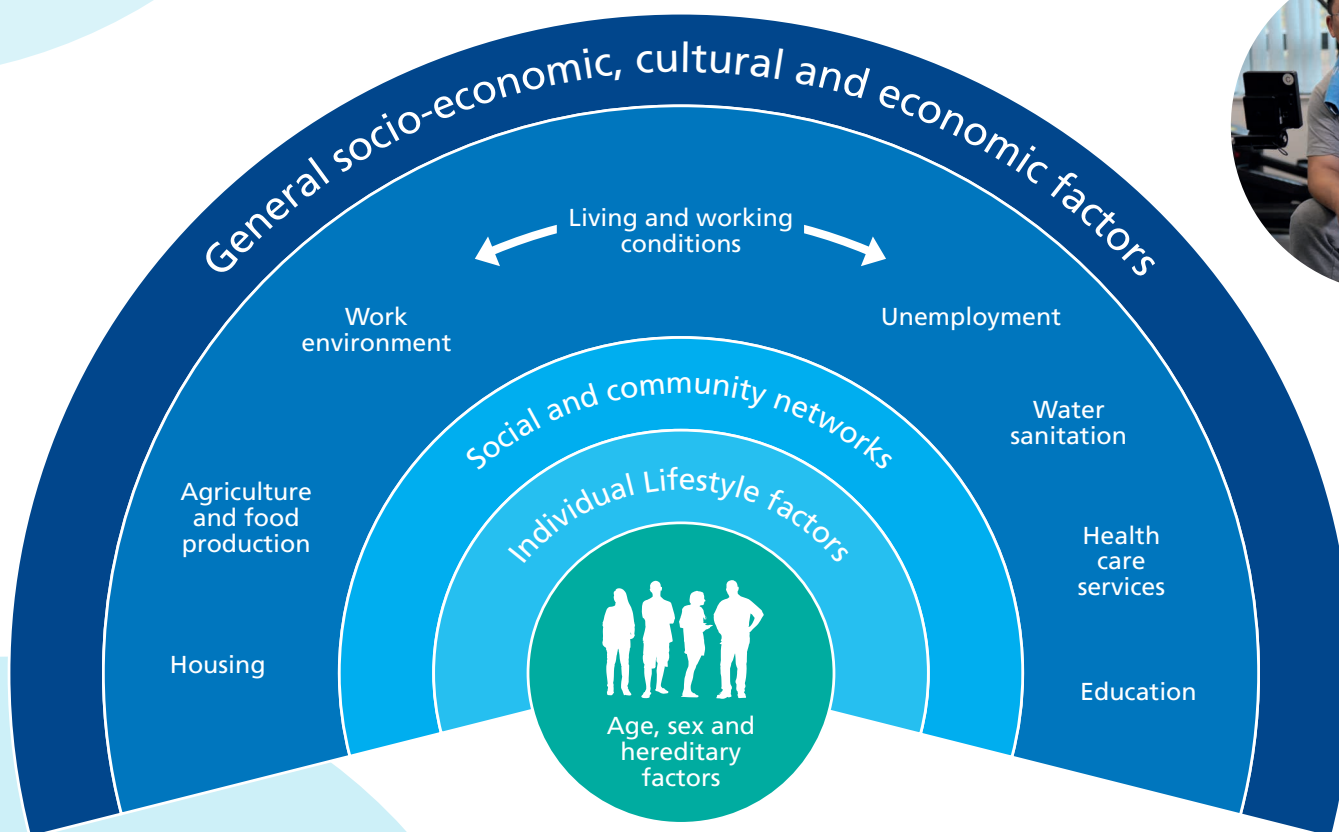 General socio-economic, cultural and economic factors
Living and working
conditions
Work
environment
Unemployment
Water
sanitation
Agriculture
and food
production
Health
care
services
Housing
Education
Social and community networks
Individual Lifestyle factors
Age, sex and
hereditary
factors